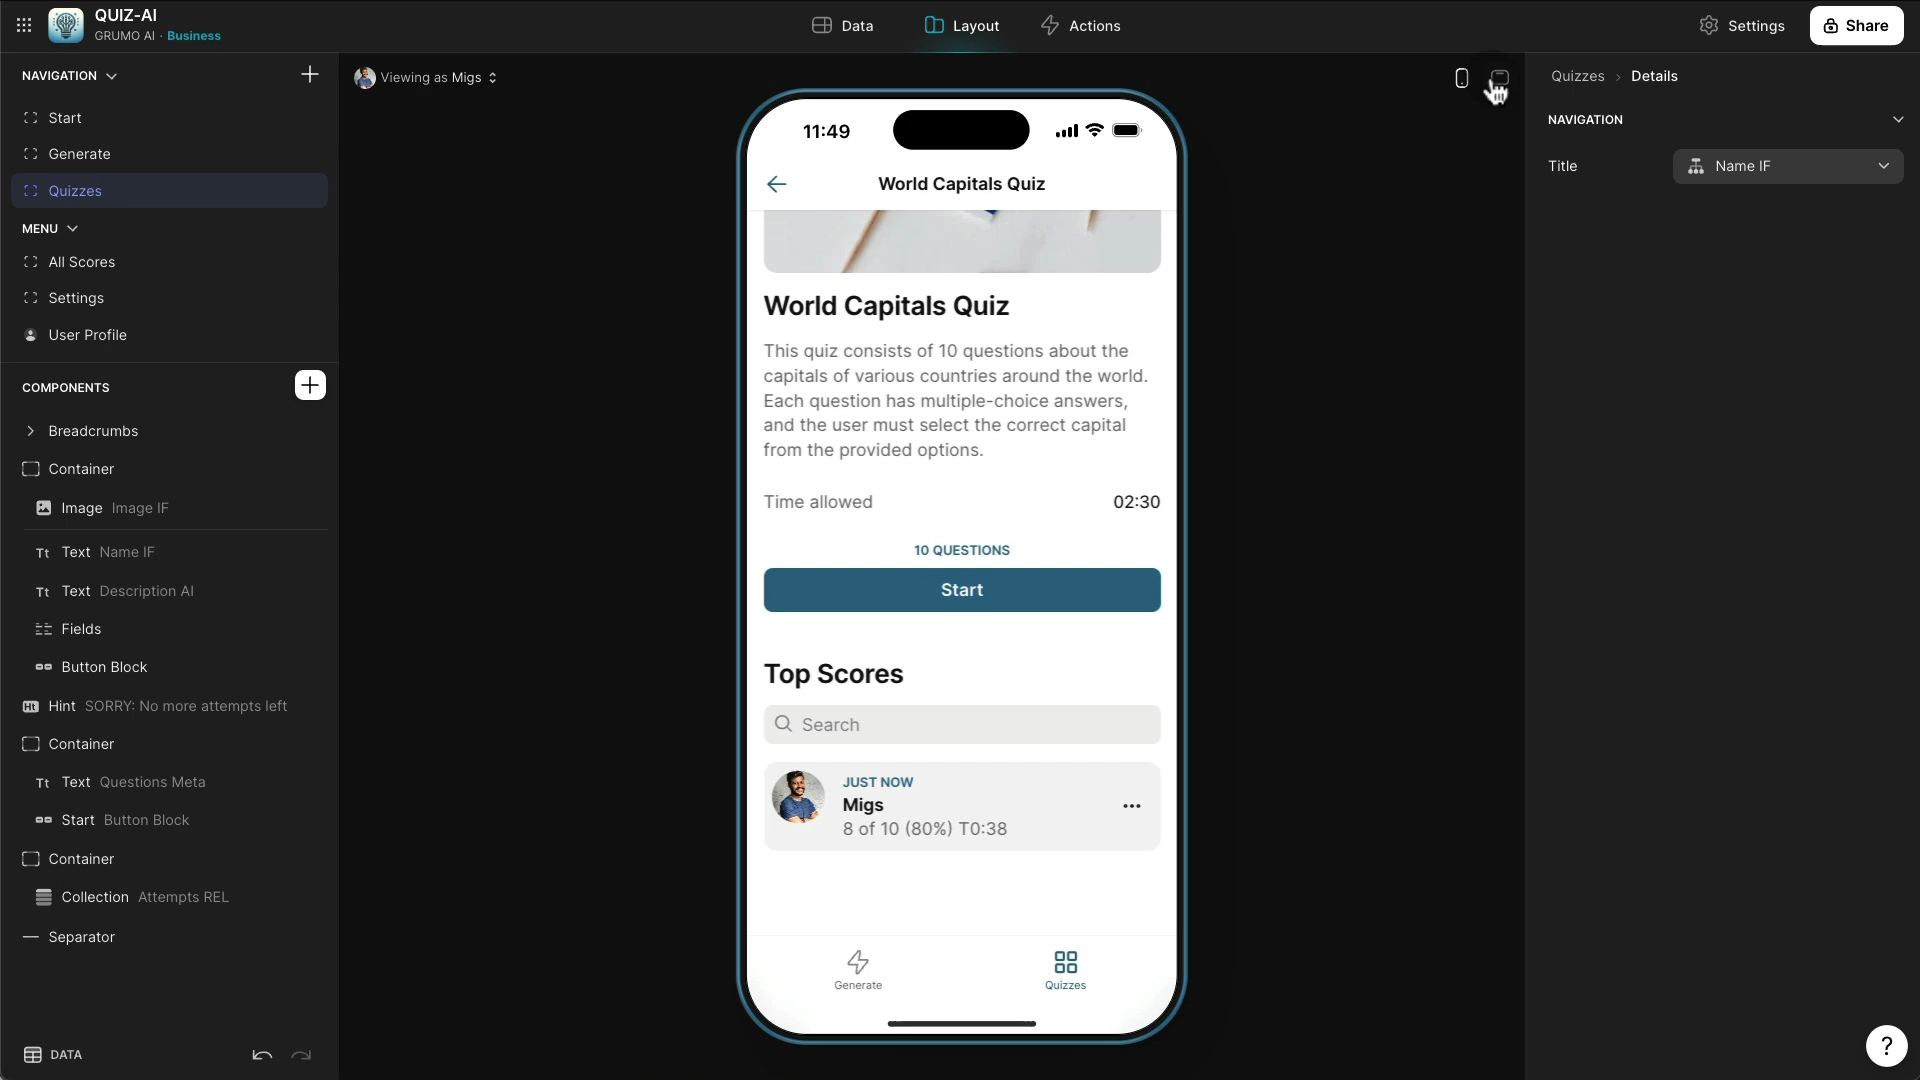 QUIZ-AI
GRUMO AI · Business
Data
Layout
Actions
Settings
Share
NAVIGATION
Start
Generate
Quizzes
MENU
All Scores
Settings
User Profile
COMPONENTS
Breadcrumbs
Container
Image Image IF
Tt Text Name IF
Tt Text Description AI
Fields
Button Block
Ht Hint SORRY: No more attempts left
Container
Tt Text Questions Meta
Start Button Block
Container
Collection Attempts REL
Separator
DATA
Viewing as Migs
11:49
World Capitals Quiz
World Capitals Quiz
This quiz consists of 10 questions about the
capitals of various countries around the world.
Each question has multiple-choice answers,
and the user must select the correct capital
from the provided options.
Time allowed 02:30
10 QUESTIONS
Start
Top Scores
Search
JUST NOW
Migs
8 of 10 (80%) T0:38
Generate
Quizzes
Quizzes › Details
NAVIGATION
Title Name IF
?